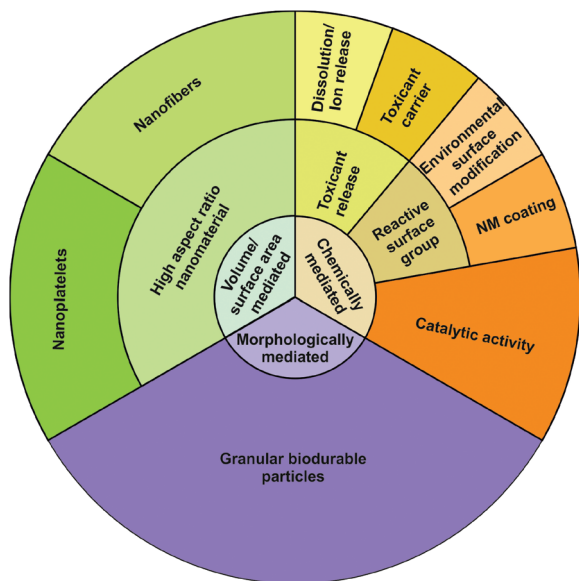 Nanofibers
Dissolution/
Ion release
Toxicant
carrier
Environmental
surface
modification
NM coating
Catalytic activity
Nanoplatelets
High aspect ratio
nanomaterial
Toxicant
release
Reactive
surface
group
Volume/
surface area
mediated
Chemically
mediated
Morphologically
mediated
Granular biodurable
particles